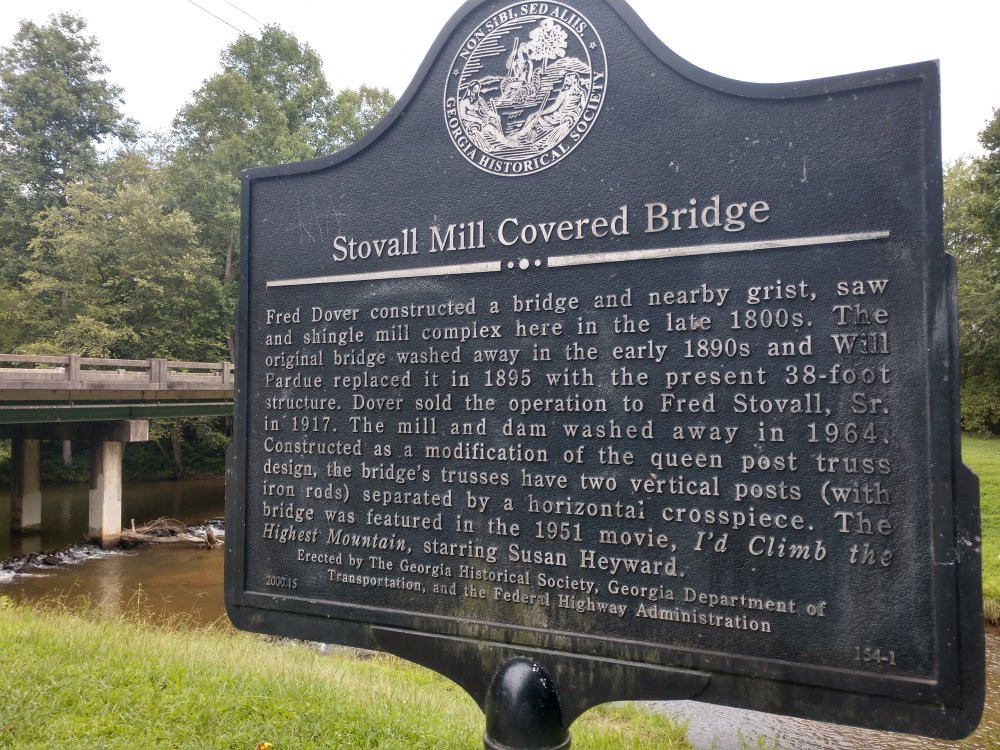 NON SIBI, SED ALIIS.
GEORGIA HISTORICAL SOCIETY
Stovall Mill Covered Bridge
Fred Dover constructed a bridge and nearby grist, saw
and shingle mill complex here in the late 1800s. The
original bridge washed away in the early 1890s and Will
Pardue replaced it in 1895 with the present 38-foot
structure. Dover sold the operation to Fred Stovall, Sr.
in 1917. The mill and dam washed away in 1964.
Constructed as a modification of the queen post truss
design, the bridge's trusses have two vertical posts (with
iron rods) separated by a horizontal crosspiece. The
bridge was featured in the 1951 movie, I'd Climb the
Highest Mountain, starring Susan Heyward.
Erected by The Georgia Historical Society, Georgia Department of
Transportation, and the Federal Highway Administration
2000.15
154-1